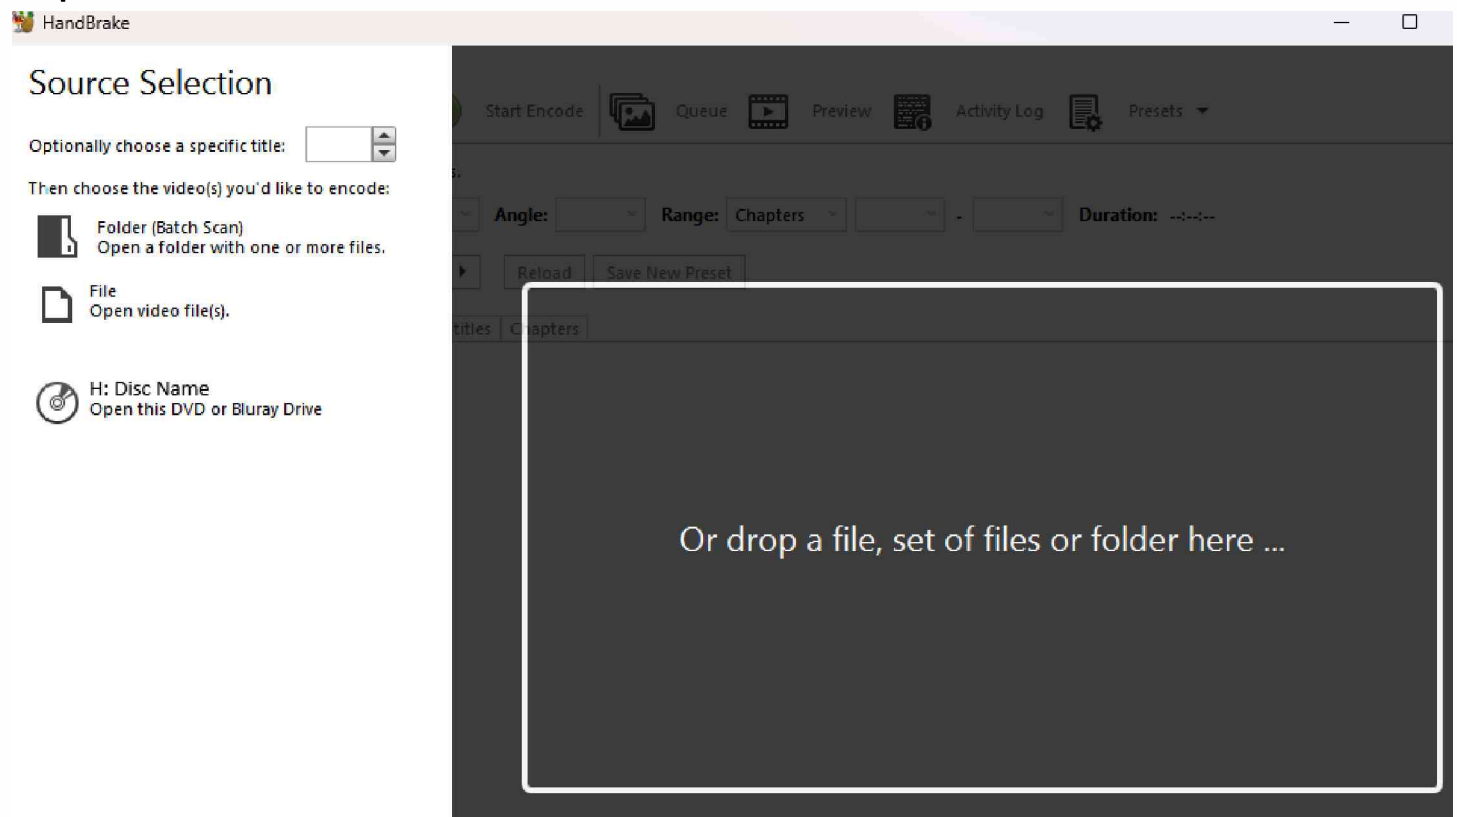 HandBrake
Source Selection
Optionally choose a specific title:
Then choose the video(s) you'd like to encode:
Folder (Batch Scan)
Open a folder with one or more files.
File
Open video file(s).
H: Disc Name
Open this DVD or Bluray Drive
Start Encode Queue Preview Activity Log Presets
s.
Angle: Range: Chapters - Duration: --:--:--
Reload Save New Preset
titles Chapters
Or drop a file, set of files or folder here ...